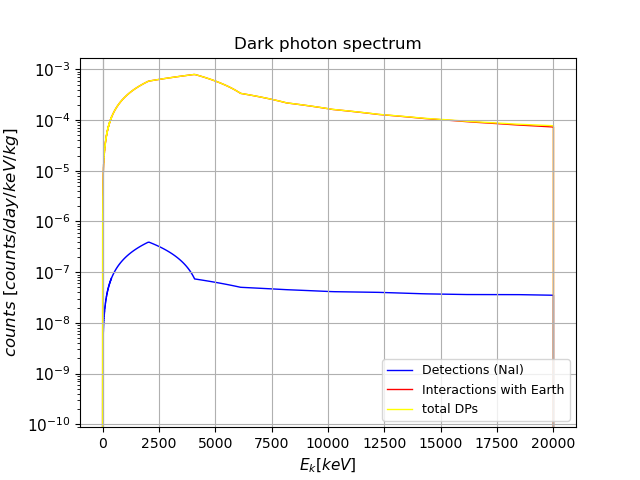 Dark photon spectrum
counts [counts/day/keV/kg]
10⁻³
10⁻⁴
10⁻⁵
10⁻⁶
10⁻⁷
10⁻⁸
10⁻⁹
10⁻¹⁰
Detections (NaI)
Interactions with Earth
total DPs
0 2500 5000 7500 10000 12500 15000 17500 20000
Eₖ[keV]